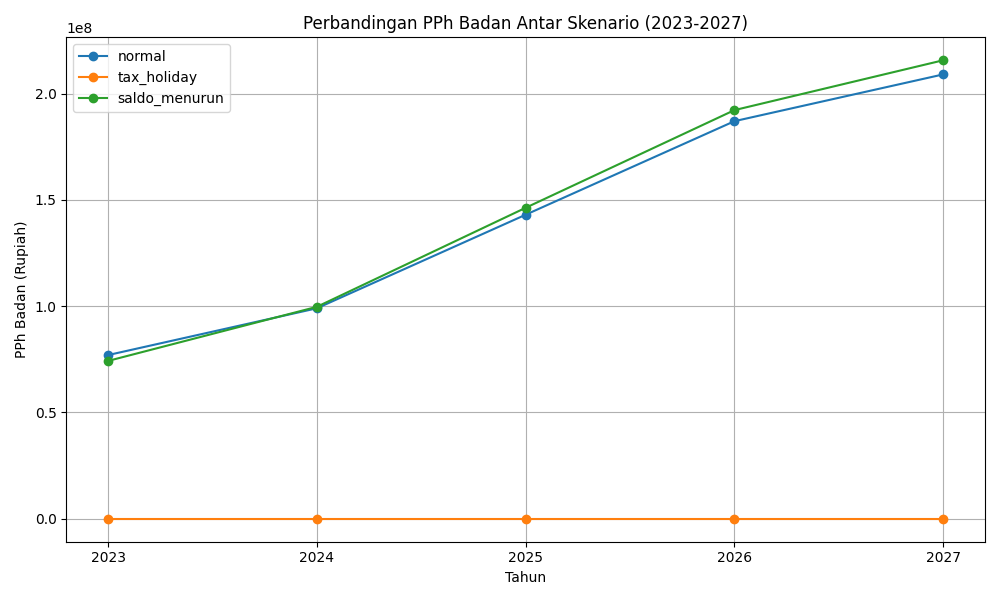 Perbandingan PPh Badan Antar Skenario (2023-2027)
1e8
normal
tax_holiday
saldo_menurun
PPh Badan (Rupiah)
2.0
1.5
1.0
0.5
0.0
2023 2024 2025 2026 2027
Tahun